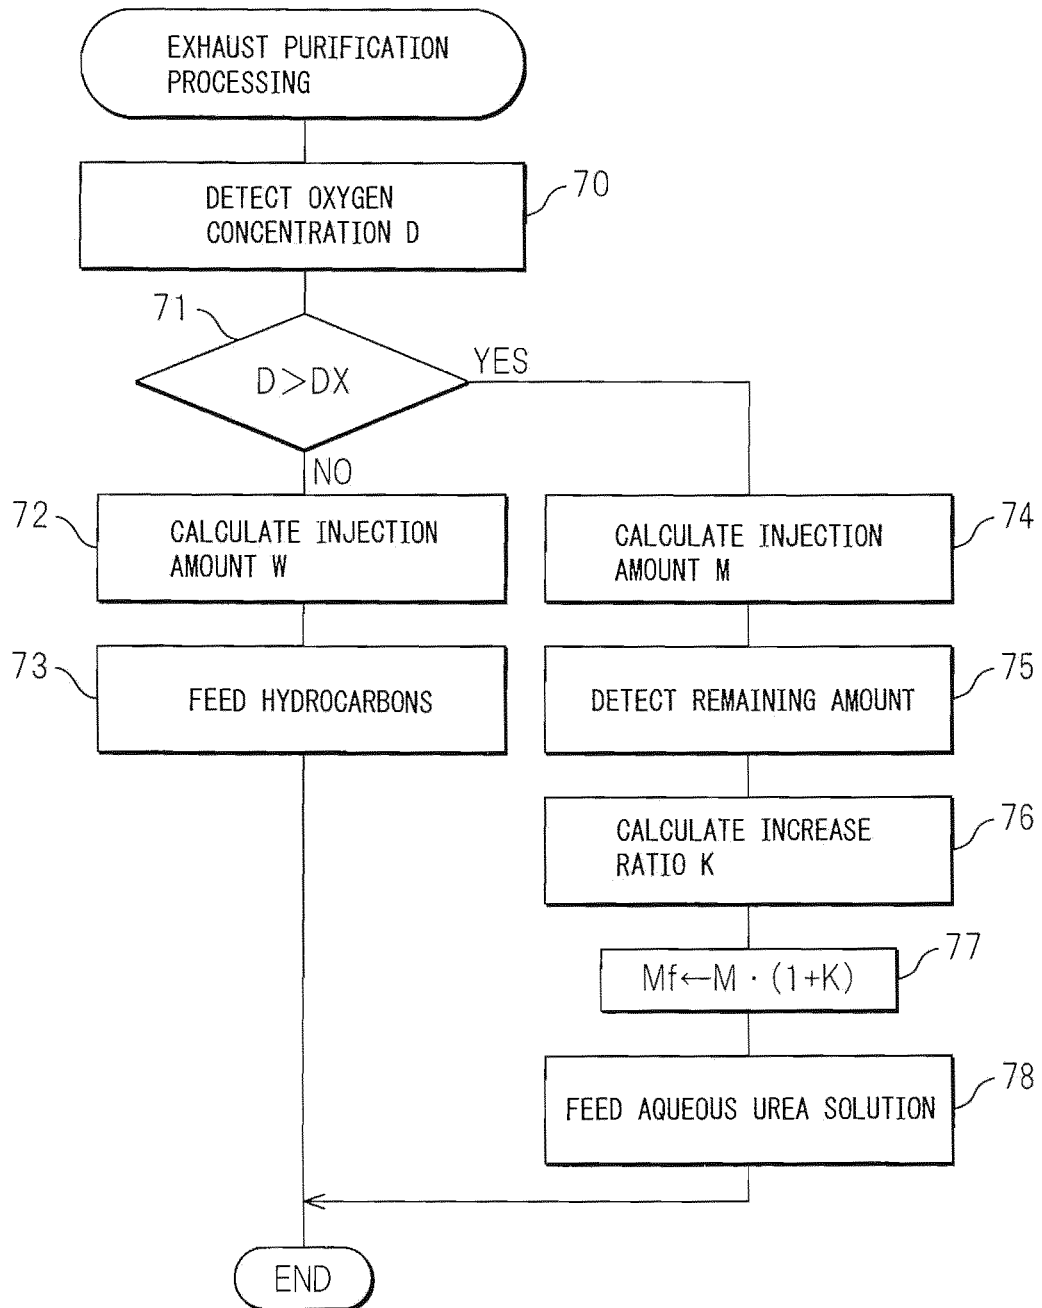 EXHAUST PURIFICATION
PROCESSING
DETECT OXYGEN
CONCENTRATION D
70
71
D>DX
YES
NO
72
CALCULATE INJECTION
AMOUNT W
73
FEED HYDROCARBONS
CALCULATE INJECTION
AMOUNT M
74
DETECT REMAINING AMOUNT
75
CALCULATE INCREASE
RATIO K
76
Mf←M · (1+K)
77
FEED AQUEOUS UREA SOLUTION
78
END